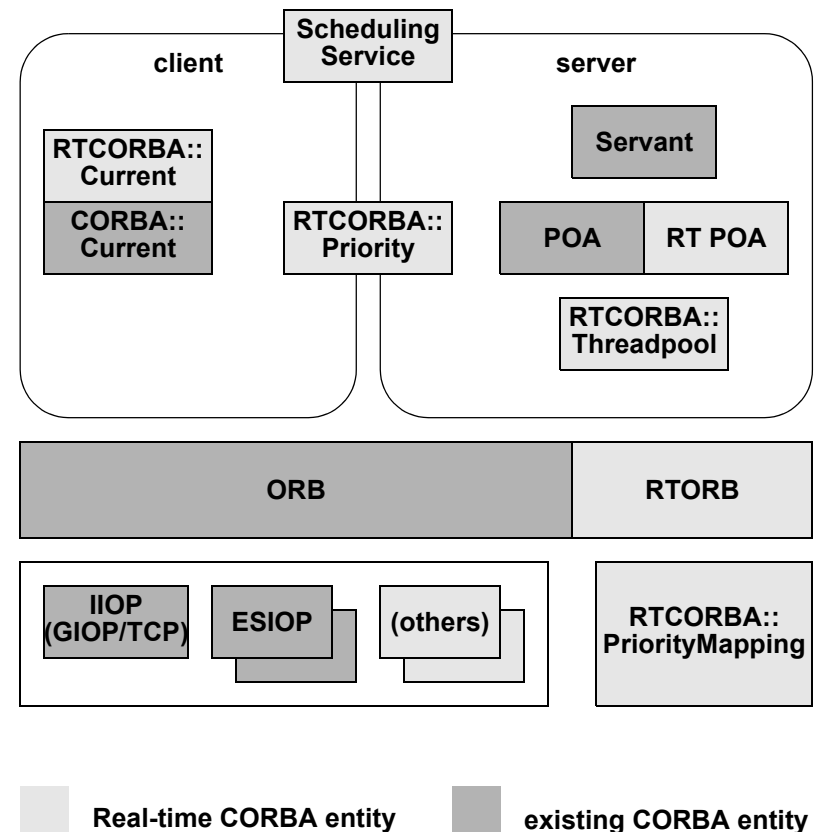 Scheduling
Service
client
server
RTCORBA::
Current
CORBA::
Current
RTCORBA::
Priority
Servant
POA
RT POA
RTCORBA::
Threadpool
ORB
RTORB
IIOP
(GIOP/TCP)
ESIOP
(others)
RTCORBA::
PriorityMapping
Real-time CORBA entity
existing CORBA entity